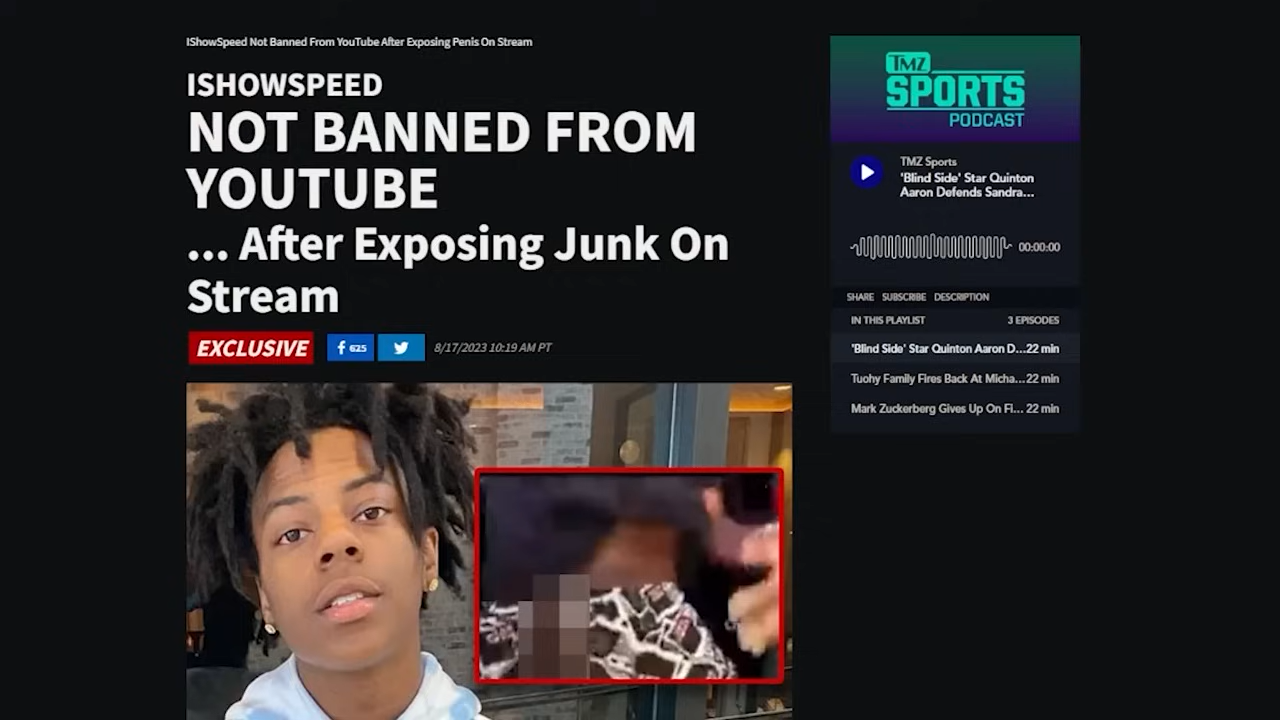 IShowSpeed Not Banned From YouTube After Exposing Penis On Stream
ISHOWSPEED
NOT BANNED FROM
YOUTUBE
... After Exposing Junk On
Stream
EXCLUSIVE
f 625
8/17/2023 10:19 AM PT
TMZ
SPORTS
PODCAST
TMZ Sports
'Blind Side' Star Quinton
Aaron Defends Sandra...
00:00:00
SHARE SUBSCRIBE DESCRIPTION
IN THIS PLAYLIST 3 EPISODES
'Blind Side' Star Quinton Aaron D...22 min
Tuohy Family Fires Back At Micha...22 min
Mark Zuckerberg Gives Up On Fi... 22 min